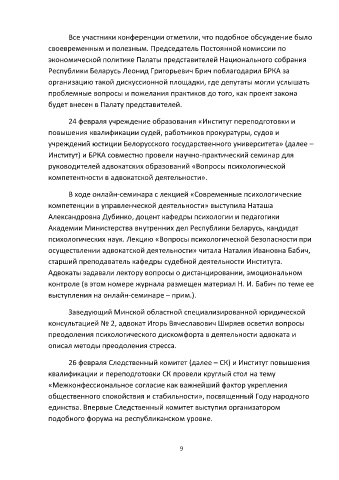 Все участники конференции отметили, что подобное обсуждение было
своевременным и полезным. Председатель Постоянной комиссии по
экономической политике Палаты представителей Национального собрания
Республики Беларусь Леонид Григорьевич Брич поблагодарил БРКА за
организацию такой дискуссионной площадки, где депутаты могли услышать
проблемные вопросы и пожелания практиков до того, как проект закона
будет внесен в Палату представителей.
24 февраля учреждение образования «Институт переподготовки и
повышения квалификации судей, работников прокуратуры, судов и
учреждений юстиции Белорусского государственного университета» (далее –
Институт) и БРКА совместно провели научно-практический семинар для
руководителей адвокатских образований «Вопросы психологической
компетентности в адвокатской деятельности».
В ходе онлайн-семинара с лекцией «Современные психологические
компетенции в управленческой деятельности» выступила Наташа
Александровна Дубинко, доцент кафедры психологии и педагогики
Академии Министерства внутренних дел Республики Беларусь, кандидат
психологических наук. Лекцию «Вопросы психологической безопасности при
осуществлении адвокатской деятельности» читала Наталия Ивановна Бабич,
старший преподаватель кафедры судебной деятельности Института.
Адвокаты задавали лектору вопросы о дистанцировании, эмоциональном
контроле (в этом номере журнала размещен материал Н. И. Бабич по теме ее
выступления на онлайн-семинаре – прим.).
Заведующий Минской областной специализированной юридической
консультацией № 2, адвокат Игорь Вячеславович Ширяев осветил вопросы
преодоления психологического дискомфорта в деятельности адвоката и
описал методы преодоления стресса.
26 февраля Следственный комитет (далее – СК) и Институт повышения
квалификации и переподготовки СК провели круглый стол на тему
«Межконфессиональное согласие как важнейший фактор укрепления
общественного спокойствия и стабильности», посвященный Году народного
единства. Впервые Следственный комитет выступил организатором
подобного форума на республиканском уровне.
9